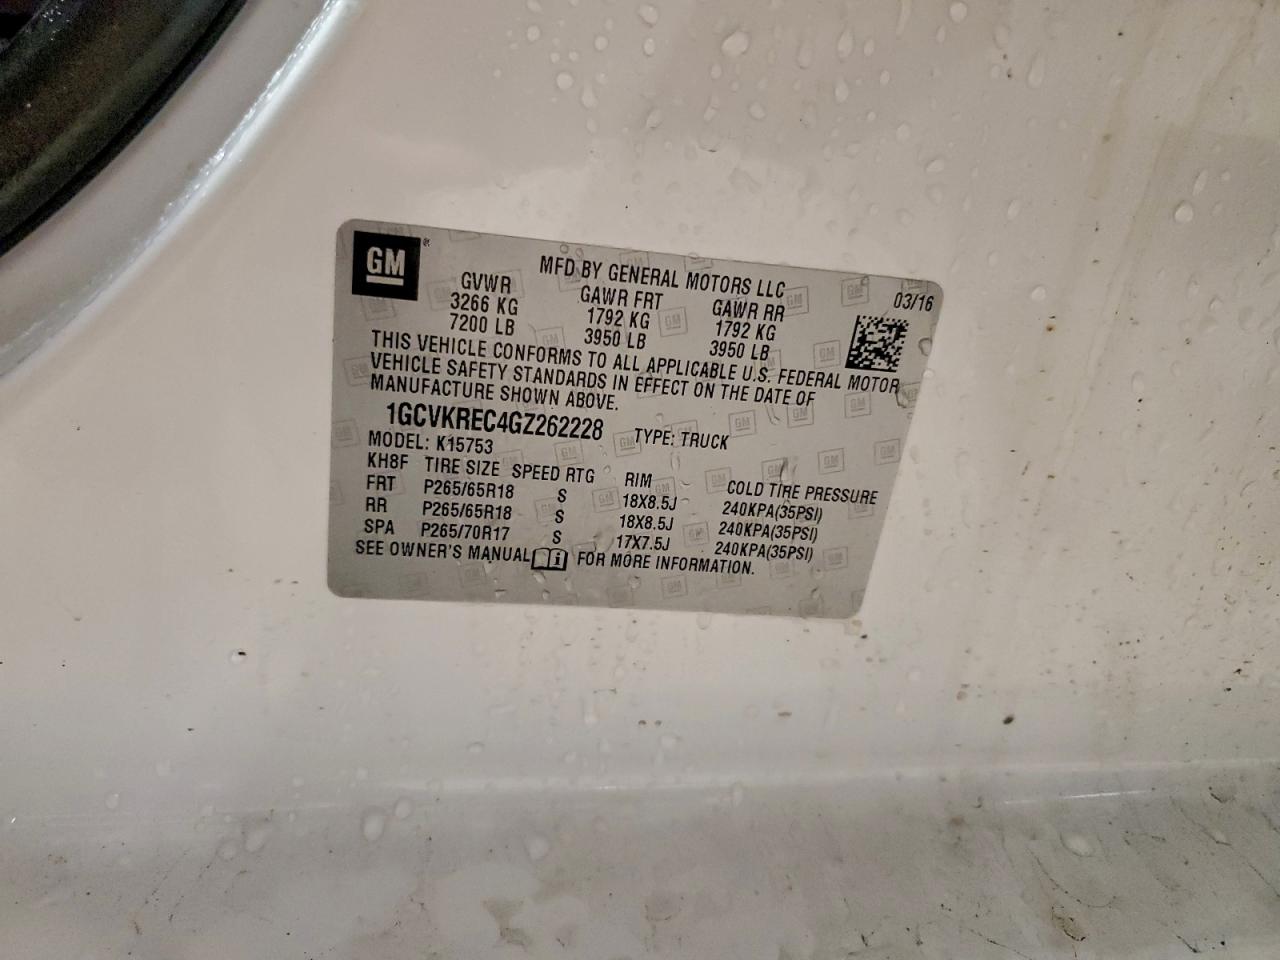 GM
MFD BY GENERAL MOTORS LLC
03/16
GVWR GAWR FRT GAWR RR
3266 KG 1792 KG 1792 KG
7200 LB 3950 LB 3950 LB
THIS VEHICLE CONFORMS TO ALL APPLICABLE U.S. FEDERAL MOTOR
VEHICLE SAFETY STANDARDS IN EFFECT ON THE DATE OF
MANUFACTURE SHOWN ABOVE.
1GCVKREC4GZ262228 TYPE: TRUCK
MODEL: K15753
KH8F TIRE SIZE SPEED RTG RIM COLD TIRE PRESSURE
FRT P265/65R18 S 18X8.5J 240KPA(35PSI)
RR P265/65R18 S 18X8.5J 240KPA(35PSI)
SPA P265/70R17 S 17X7.5J 240KPA(35PSI)
SEE OWNER'S MANUAL i FOR MORE INFORMATION.